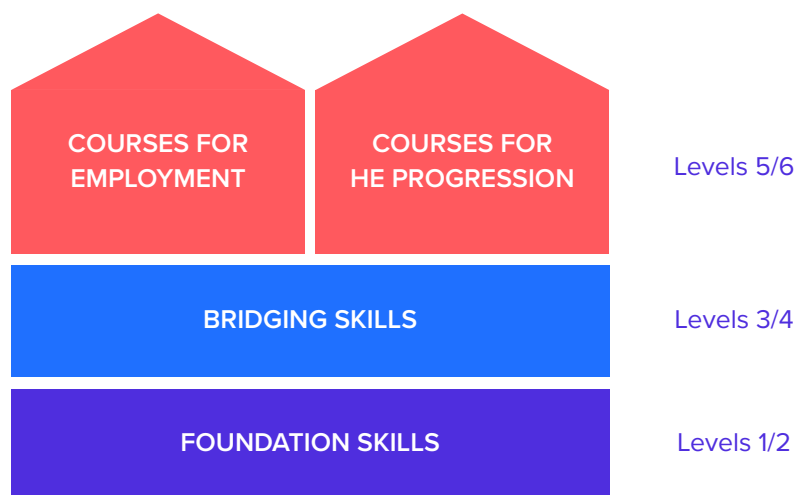 COURSES FOR
EMPLOYMENT
COURSES FOR
HE PROGRESSION
Levels 5/6
BRIDGING SKILLS
Levels 3/4
FOUNDATION SKILLS
Levels 1/2